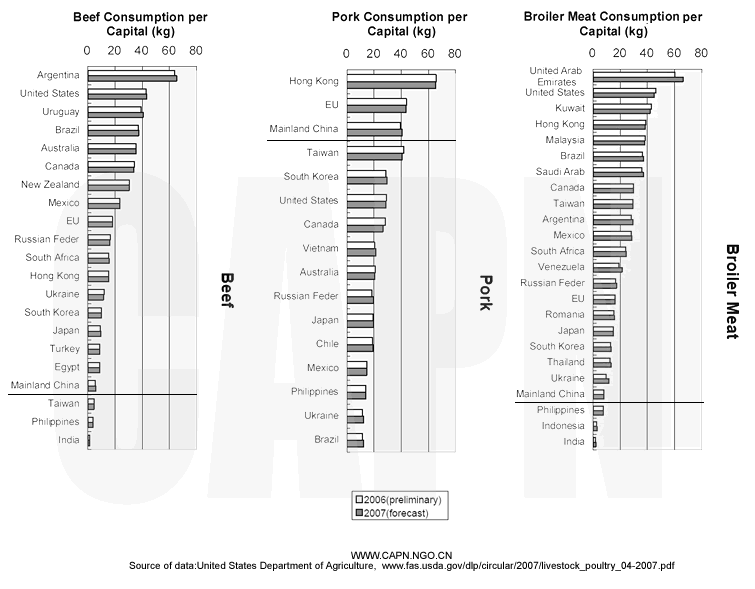 Beef Consumption per
Capital (kg)
0 20 40 60 80
Argentina
United States
Uruguay
Brazil
Australia
Canada
New Zealand
Mexico
EU
Russian Feder
South Africa
Hong Kong
Ukraine
South Korea
Japan
Turkey
Egypt
Mainland China
Taiwan
Philippines
India
Beef
Pork Consumption per
Capital (kg)
0 20 40 60 80
Hong Kong
EU
Mainland China
Taiwan
South Korea
United States
Canada
Vietnam
Australia
Russian Feder
Japan
Chile
Mexico
Philippines
Ukraine
Brazil
Pork
Broiler Meat Consumption per
Capital (kg)
0 20 40 60 80
United Arab
Emirates
United States
Kuwait
Hong Kong
Malaysia
Brazil
Saudi Arab
Canada
Taiwan
Argentina
Mexico
South Africa
Venezuela
Russian Feder
EU
Romania
Japan
South Korea
Thailand
Ukraine
Mainland China
Philippines
Indonesia
India
Broiler Meat
CAPN
2006(preliminary)
2007(forecast)
WWW.CAPN.NGO.CN
Source of data:United States Department of Agriculture, www.fas.usda.gov/dlp/circular/2007/livestock_poultry_04-2007.pdf